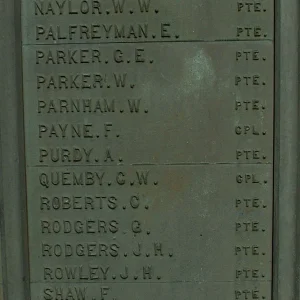 NAYLOR.W.W. PTE.
PALFREYMAN.E. PTE.
PARKER.G.E. PTE.
PARKER.W. PTE.
PARNHAM.W. PTE.
PAYNE.F. CPL.
PURDY.A. PTE.
QUEMBY.C.W. CPL.
ROBERTS.C. PTE.
RODGERS.G. PTE.
RODGERS.J.H. PTE.
ROWLEY.J.H. PTE.
SHAW.F. PTE.